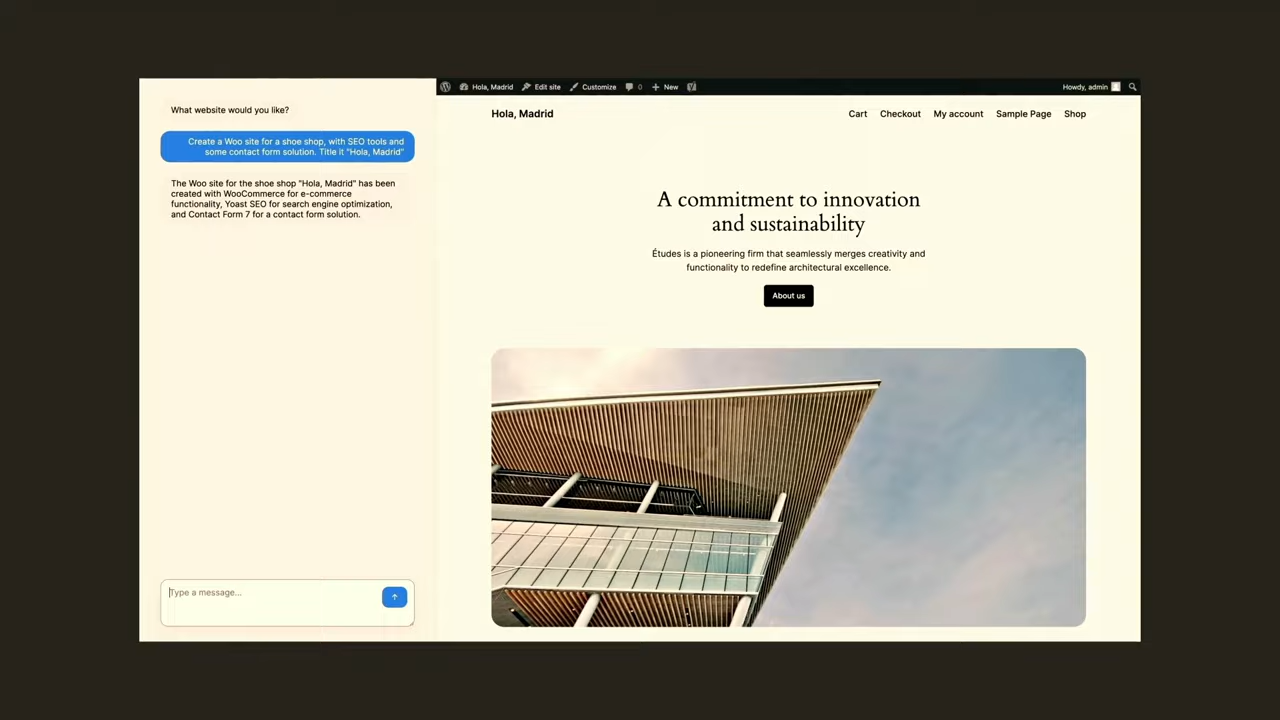 What website would you like?
Create a Woo site for a shoe shop, with SEO tools and
some contact form solution. Title it "Hola, Madrid"
The Woo site for the shoe shop "Hola, Madrid" has been
created with WooCommerce for e-commerce
functionality, Yoast SEO for search engine optimization,
and Contact Form 7 for a contact form solution.
Type a message...
Hola, Madrid Edit site Customize 0 New Howdy, admin
Hola, Madrid Cart Checkout My account Sample Page Shop
A commitment to innovation
and sustainability
Études is a pioneering firm that seamlessly merges creativity and
functionality to redefine architectural excellence.
About us